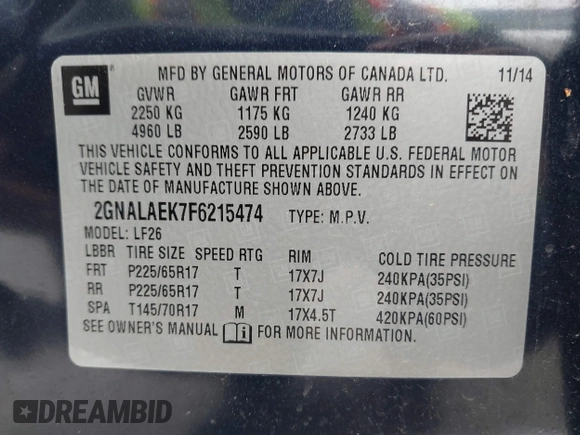 GM
MFD BY GENERAL MOTORS OF CANADA LTD. 11/14
GVWR GAWR FRT GAWR RR
2250 KG 1175 KG 1240 KG
4960 LB 2590 LB 2733 LB
THIS VEHICLE CONFORMS TO ALL APPLICABLE U.S. FEDERAL MOTOR
VEHICLE SAFETY AND THEFT PREVENTION STANDARDS IN EFFECT ON
THE DATE OF MANUFACTURE SHOWN ABOVE.
2GNALAEK7F6215474 TYPE: M.P.V.
MODEL: LF26
LBBR TIRE SIZE SPEED RTG RIM COLD TIRE PRESSURE
FRT P225/65R17 T 17X7J 240KPA(35PSI)
RR P225/65R17 T 17X7J 240KPA(35PSI)
SPA T145/70R17 M 17X4.5T 420KPA(60PSI)
SEE OWNER'S MANUAL i FOR MORE INFORMATION.
DREAMBID